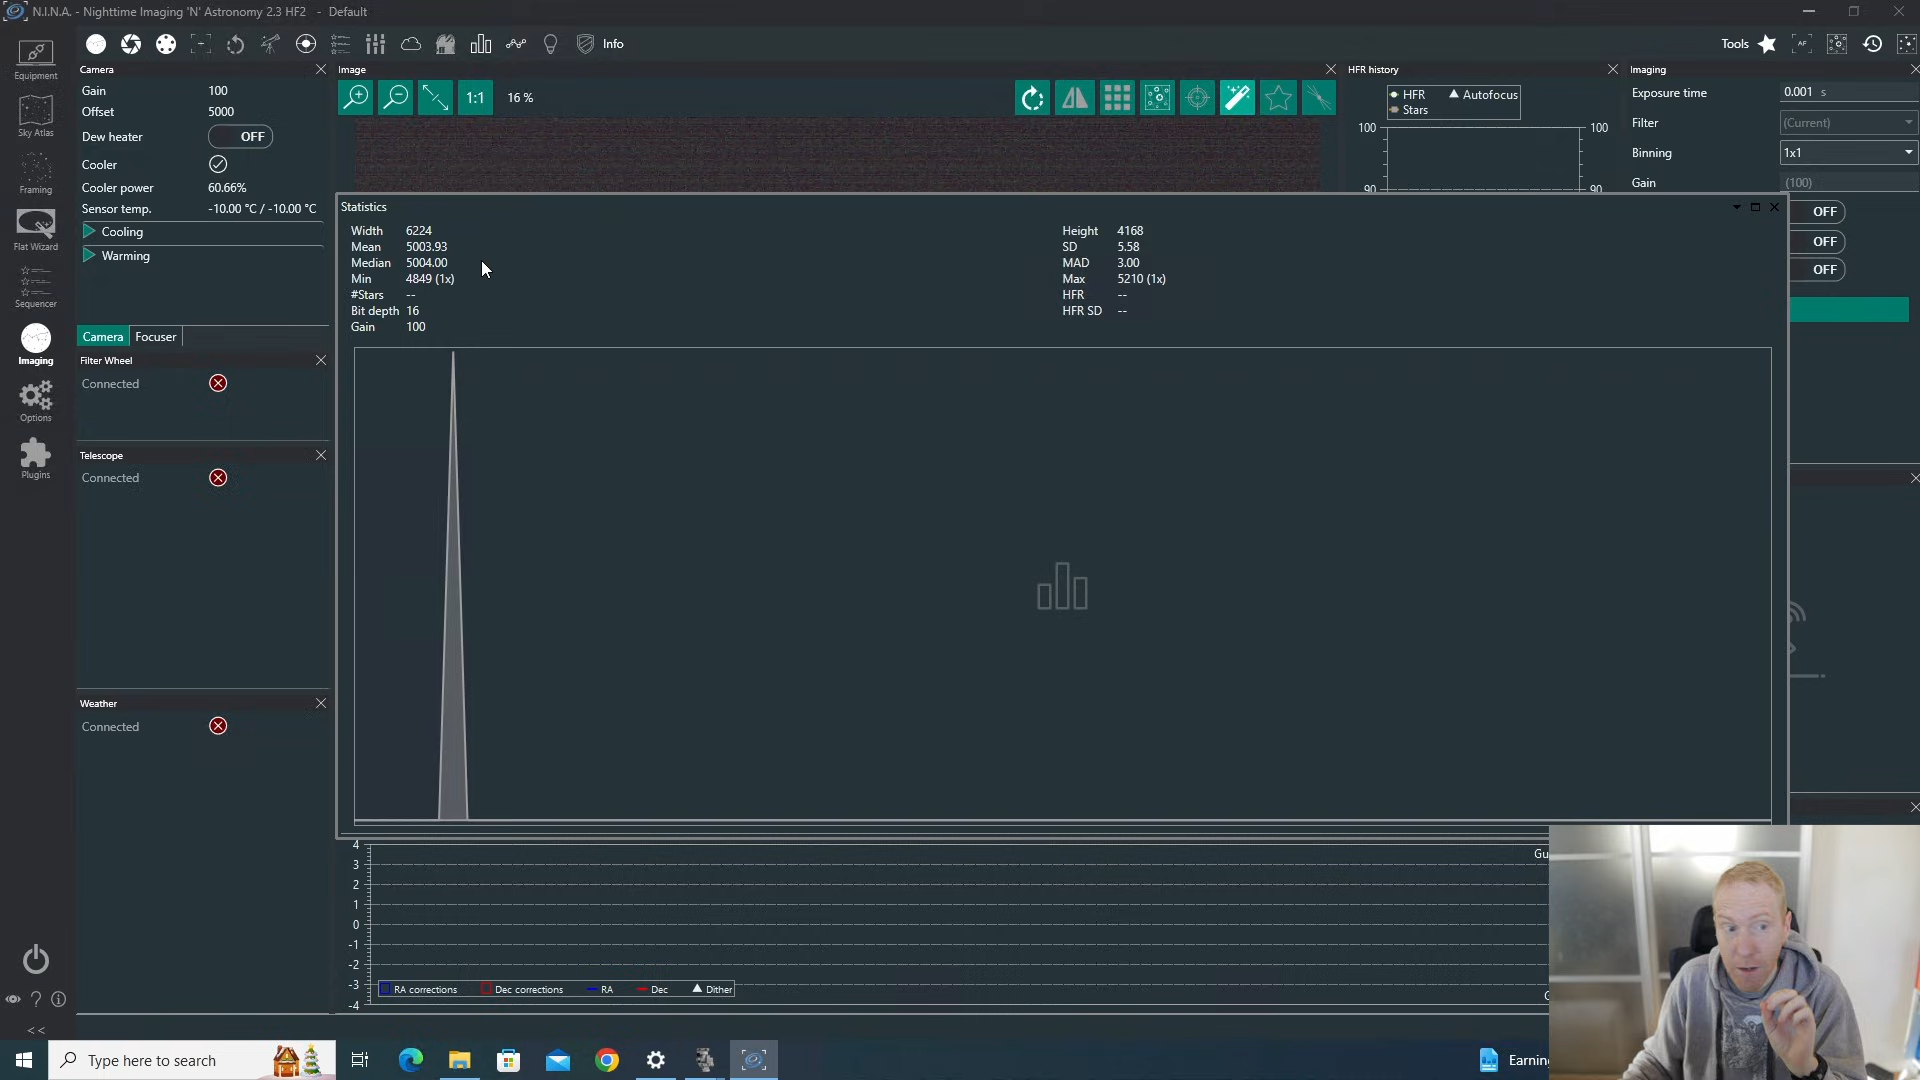 N.I.N.A. - Nighttime Imaging 'N' Astronomy 2.3 HF2 - Default
Info
Tools
AF
Equipment
Sky Atlas
Framing
Flat Wizard
Sequencer
Imaging
Options
Plugins
<<
Camera
Gain 100
Offset 5000
Dew heater OFF
Cooler
Cooler power 60.66%
Sensor temp. -10.00 °C / -10.00 °C
Cooling
Warming
Camera Focuser
Filter Wheel
Connected
Telescope
Connected
Weather
Connected
Image
1:1 16 %
HFR history
HFR Autofocus
Stars
100 100
90 90
Imaging
Exposure time 0.001 s
Filter (Current)
Binning 1x1
Gain (100)
OFF
OFF
OFF
Statistics
Width 6224
Mean 5003.93
Median 5004.00
Min 4849 (1x)
#Stars --
Bit depth 16
Gain 100
Height 4168
SD 5.58
MAD 3.00
Max 5210 (1x)
HFR --
HFR SD --
4
3
2
1
0
-1
-2
-3
-4
Gu
RA corrections Dec corrections RA Dec Dither
Type here to search
Earnin